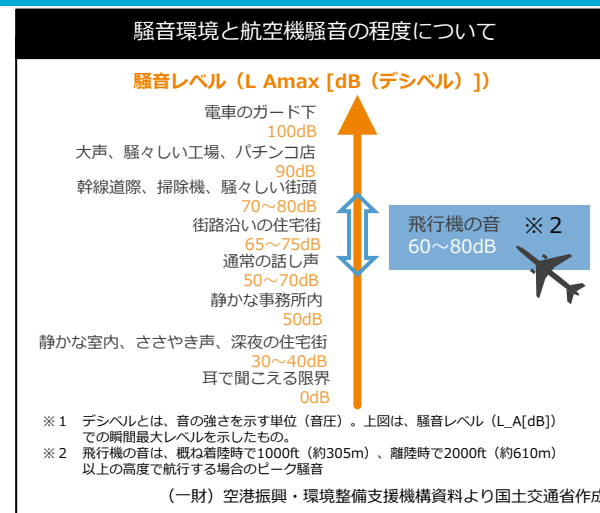 騒音環境と航空機騒音の程度について
騒音レベル（L Amax [dB（デシベル）]）
電車のガード下
100dB
大声、騒々しい工場、パチンコ店
90dB
幹線道際、掃除機、騒々しい街頭
70～80dB
街路沿いの住宅街
65～75dB
通常の話し声
50～70dB
静かな事務所内
50dB
静かな室内、ささやき声、深夜の住宅街
30～40dB
耳で聞こえる限界
0dB
飛行機の音 ※２
60～80dB
※１ デシベルとは、音の強さを示す単位（音圧）。上図は、騒音レベル（L_A[dB]）
での瞬間最大レベルを示したもの。
※２ 飛行機の音は、概ね着陸時で1000ft（約305m）、離陸時で2000ft（約610m）
以上の高度で航行する場合のピーク騒音
（一財）空港振興・環境整備支援機構資料より国土交通省作成